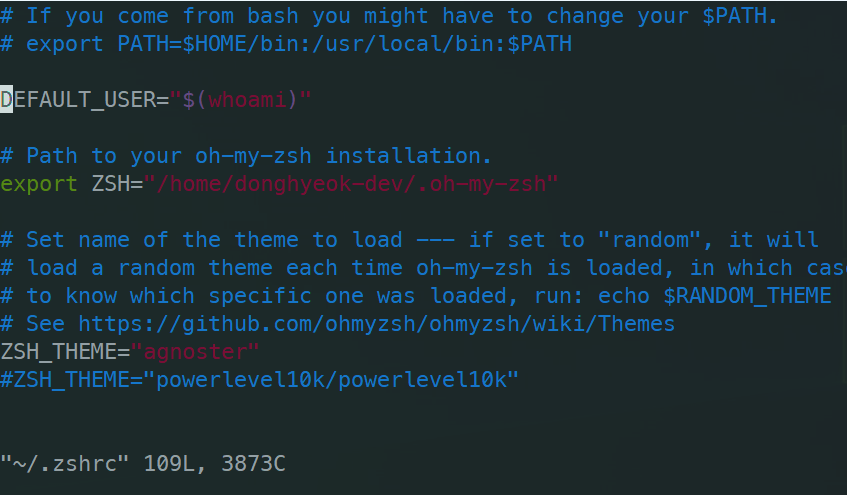 # If you come from bash you might have to change your $PATH.
# export PATH=$HOME/bin:/usr/local/bin:$PATH
DEFAULT_USER="$(whoami)"
# Path to your oh-my-zsh installation.
export ZSH="/home/donghyeok-dev/.oh-my-zsh"
# Set name of the theme to load --- if set to "random", it will
# load a random theme each time oh-my-zsh is loaded, in which case
# to know which specific one was loaded, run: echo $RANDOM_THEME
# See https://github.com/ohmyzsh/ohmyzsh/wiki/Themes
ZSH_THEME="agnoster"
#ZSH_THEME="powerlevel10k/powerlevel10k"
"~/.zshrc" 109L, 3873C